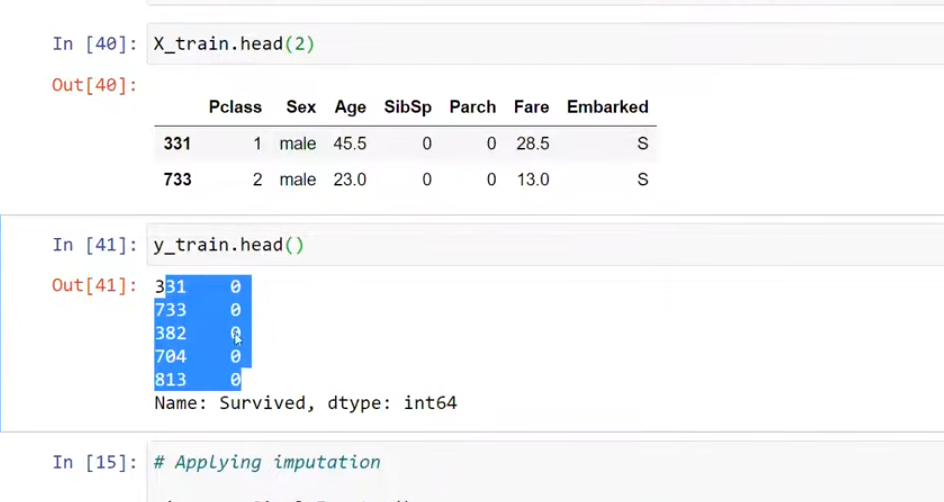 In [40]: X_train.head(2)
Out[40]:
Pclass Sex Age SibSp Parch Fare Embarked
331 1 male 45.5 0 0 28.5 S
733 2 male 23.0 0 0 13.0 S
In [41]: y_train.head()
Out[41]: 331 0
733 0
382 0
704 0
813 0
Name: Survived, dtype: int64
In [15]: # Applying imputation